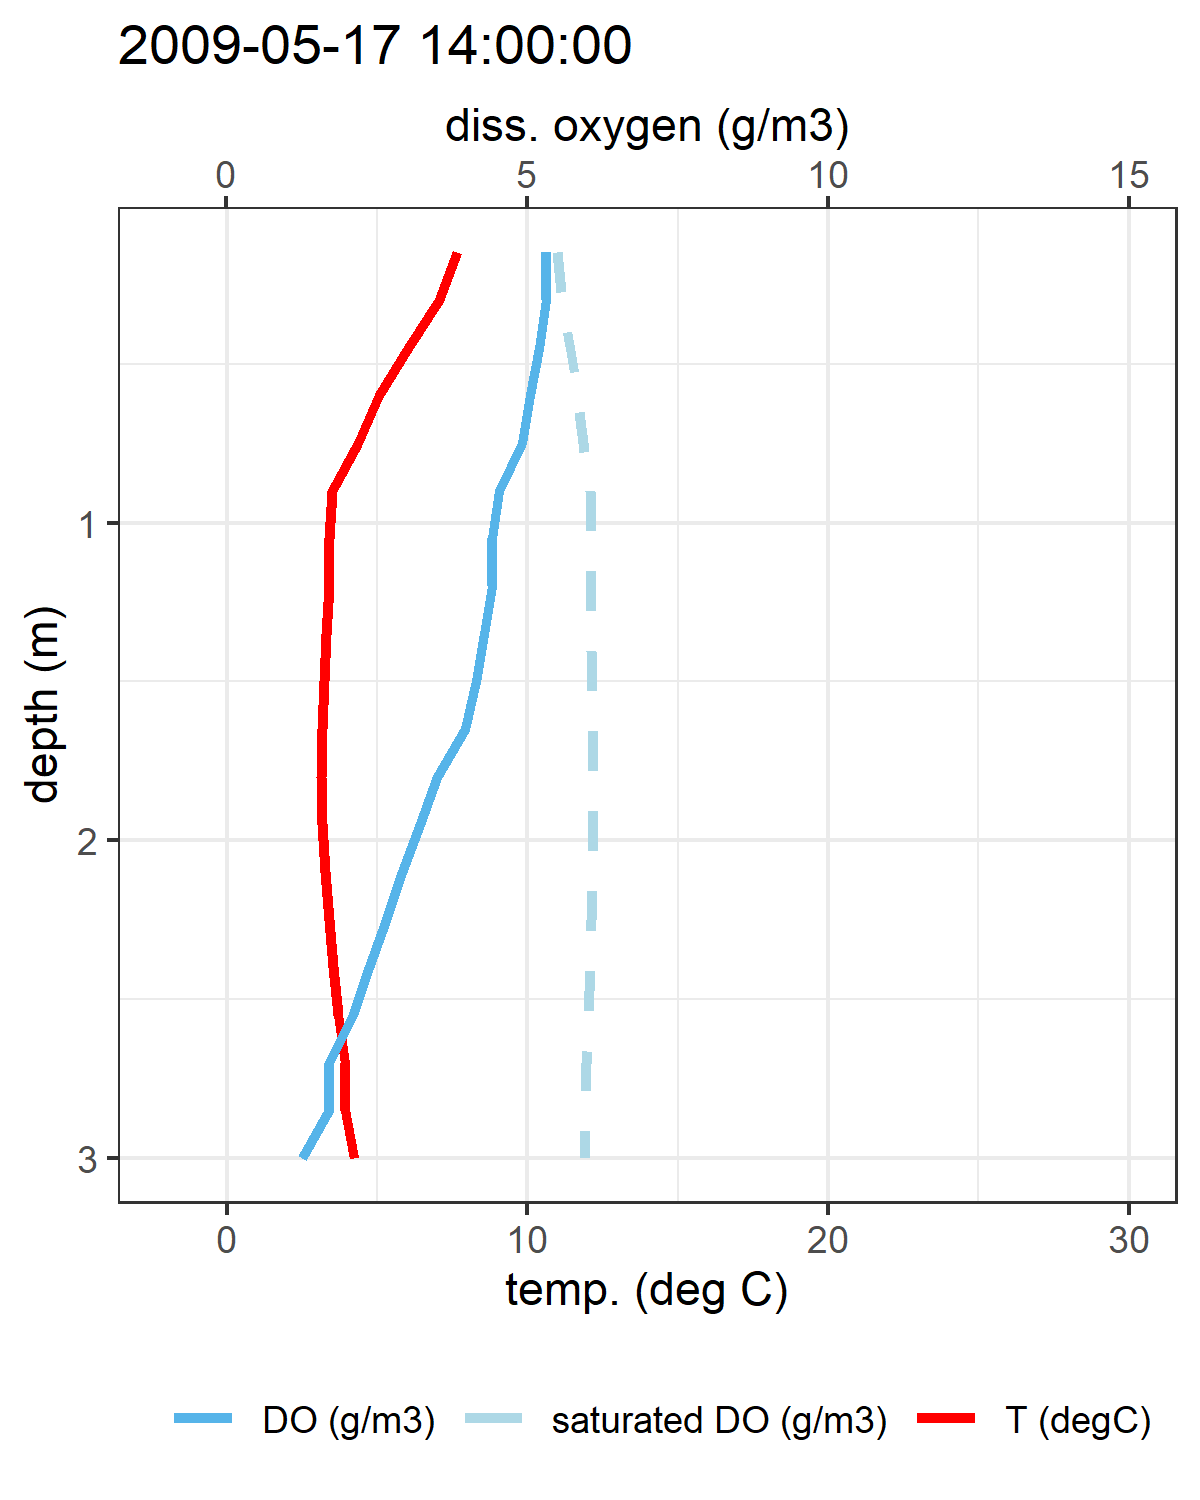 2009-05-17 14:00:00
diss. oxygen (g/m3)
0 5 10 15
depth (m)
1
2
3
0 10 20 30
temp. (deg C)
DO (g/m3) saturated DO (g/m3) T (degC)